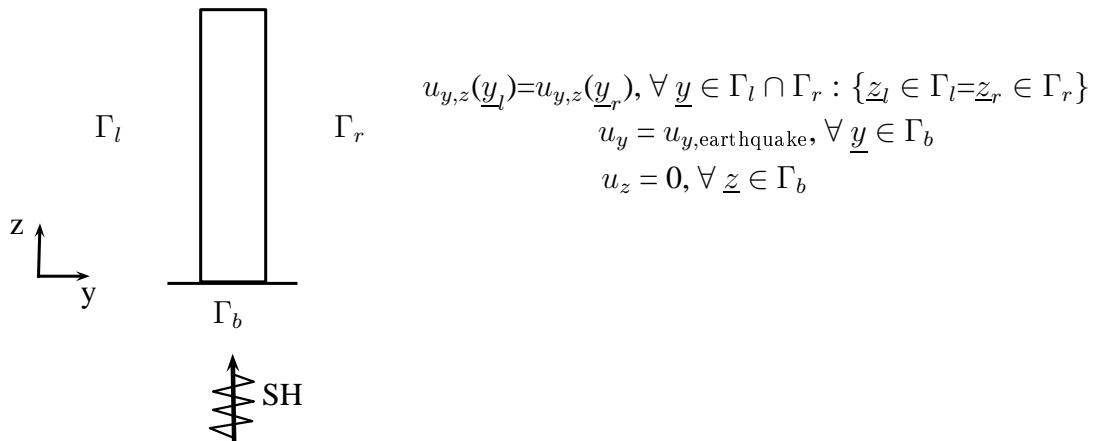 u_{y,z}(y_l)=u_{y,z}(y_r), ∀ y ∈ Γ_l ∩ Γ_r : {z_l ∈ Γ_l=z_r ∈ Γ_r}
Γ_l
Γ_r
u_y = u_{y,earthquake}, ∀ y ∈ Γ_b
u_z = 0, ∀ z ∈ Γ_b
z
y
Γ_b
SH